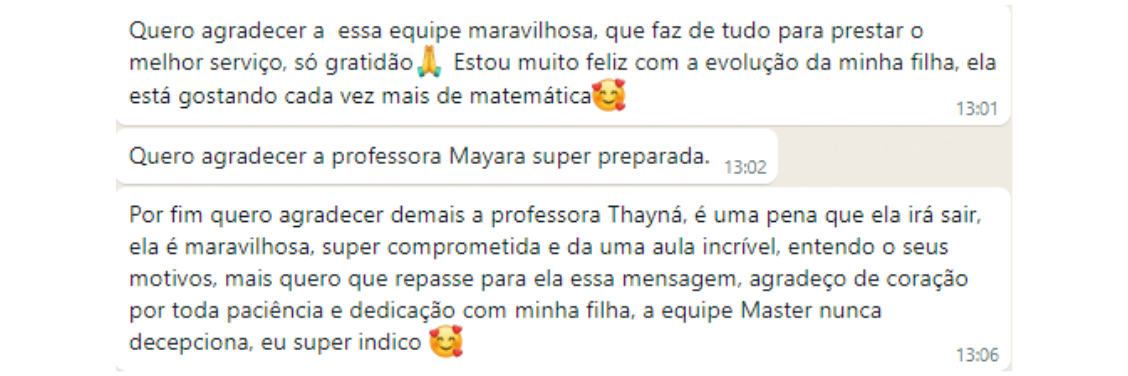 Quero agradecer a  essa equipe maravilhosa, que faz de tudo para prestar o
melhor serviço, só gratidão🙏 Estou muito feliz com a evolução da minha filha, ela
está gostando cada vez mais de matemática🥰
13:01
Quero agradecer a professora Mayara super preparada. 13:02
Por fim quero agradecer demais a professora Thayná, é uma pena que ela irá sair,
ela é maravilhosa, super comprometida e da uma aula incrível, entendo o seus
motivos, mais quero que repasse para ela essa mensagem, agradeço de coração
por toda paciência e dedicação com minha filha, a equipe Master nunca
decepciona, eu super indico 🥰
13:06